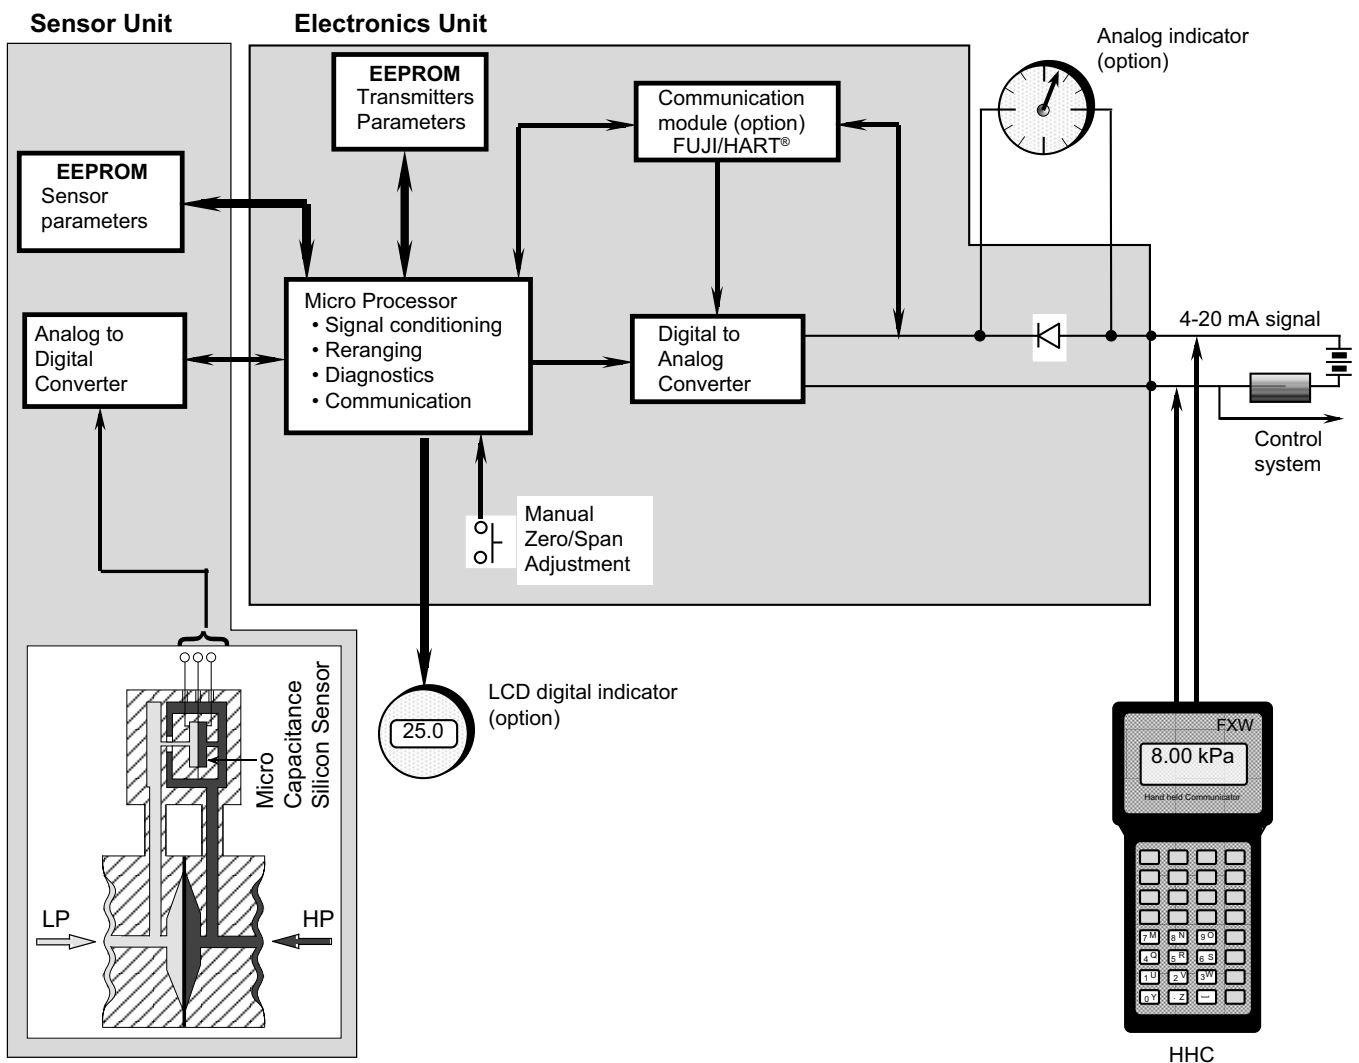 Sensor Unit
Electronics Unit
Analog indicator
(option)
EEPROM
Transmitters
Parameters
Communication
module (option)
FUJI/HART®
EEPROM
Sensor
parameters
Micro Processor
• Signal conditioning
• Reranging
• Diagnostics
• Communication
Analog to
Digital
Converter
Digital to
Analog
Converter
4-20 mA signal
Control
system
Manual
Zero/Span
Adjustment
LCD digital indicator
(option)
25.0
Micro
Capacitance
Silicon Sensor
LP
HP
FXW
8.00 kPa
Hand held Communicator
7 M 8 N 9 O
4 Q 5 R 6 S
1 U 2 V 3 W
0 Y . Z
HHC